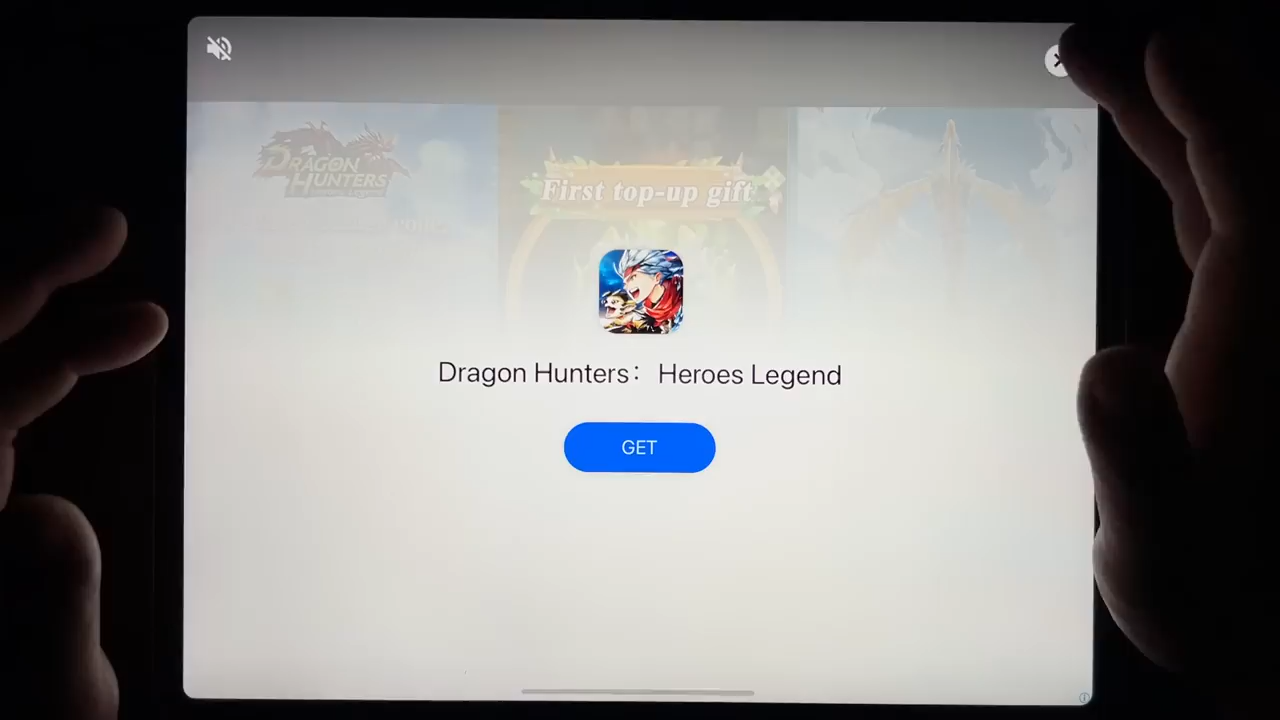 DRAGON
HUNTERS
First top-up gift
Dragon Hunters： Heroes Legend
GET